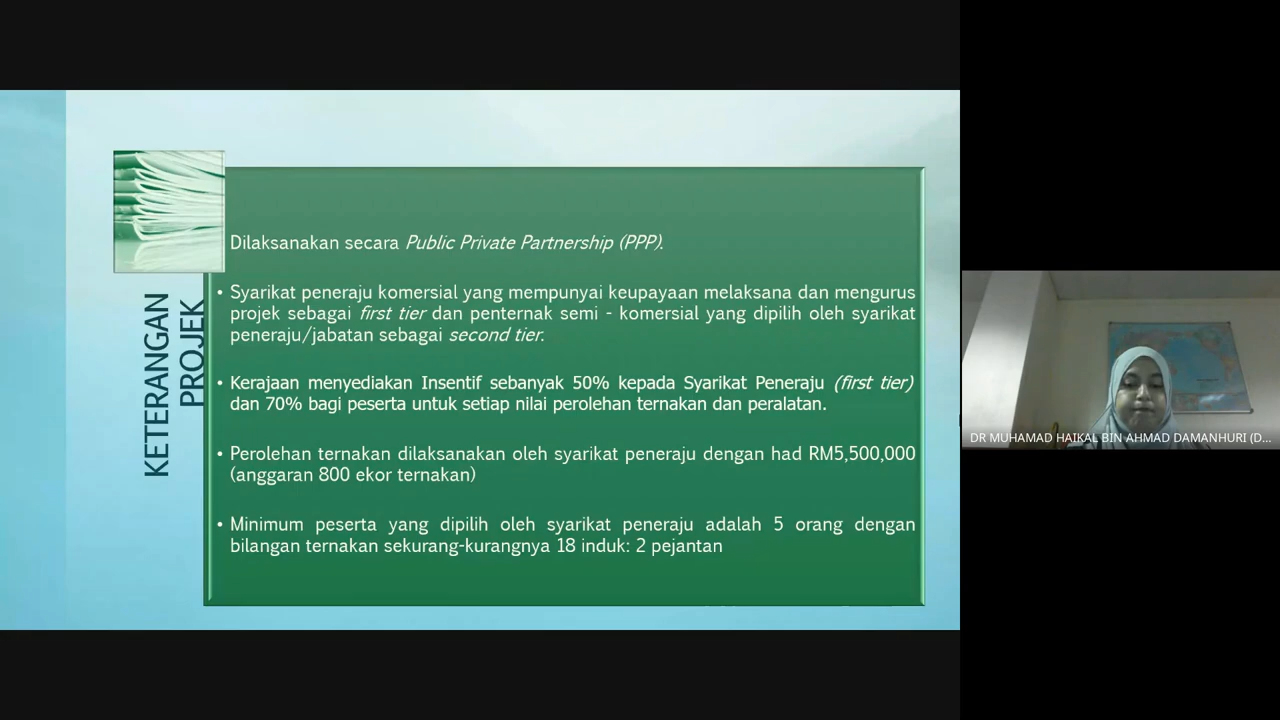 KETERANGAN
PROJEK
Dilaksanakan secara Public Private Partnership (PPP).
• Syarikat peneraju komersial yang mempunyai keupayaan melaksana dan mengurus
projek sebagai first tier dan penternak semi - komersial yang dipilih oleh syarikat
peneraju/jabatan sebagai second tier.
• Kerajaan menyediakan Insentif sebanyak 50% kepada Syarikat Peneraju (first tier)
dan 70% bagi peserta untuk setiap nilai perolehan ternakan dan peralatan.
• Perolehan ternakan dilaksanakan oleh syarikat peneraju dengan had RM5,500,000
(anggaran 800 ekor ternakan)
• Minimum peserta yang dipilih oleh syarikat peneraju adalah 5 orang dengan
bilangan ternakan sekurang-kurangnya 18 induk: 2 pejantan
DR MUHAMAD HAIKAL BIN AHMAD DAMANHURI (D...